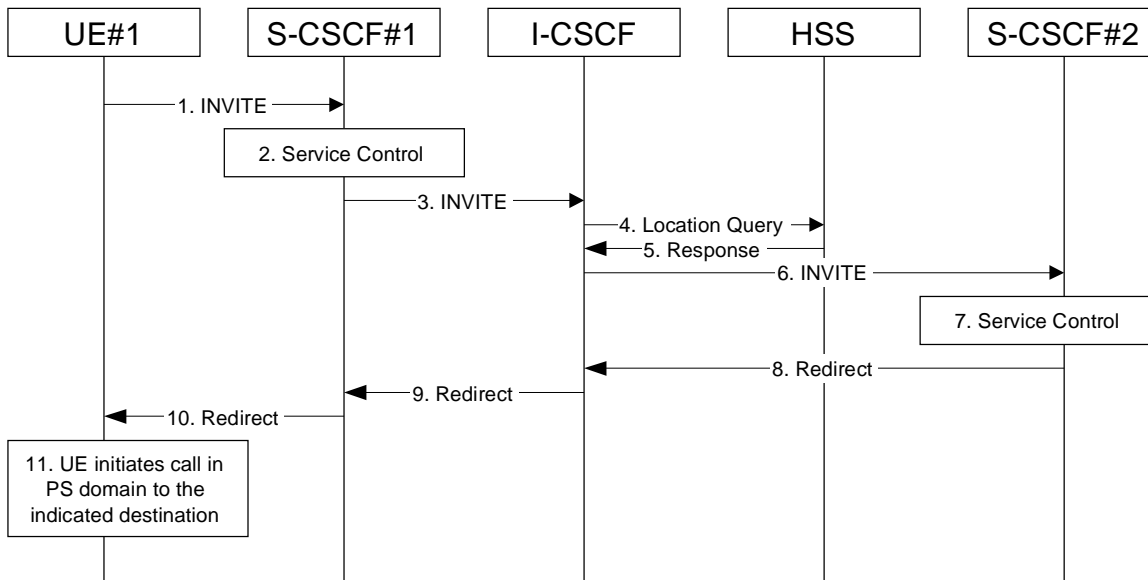 UE#1
S-CSCF#1
I-CSCF
HSS
S-CSCF#2
1. INVITE
2. Service Control
3. INVITE
4. Location Query
5. Response
6. INVITE
7. Service Control
8. Redirect
9. Redirect
10. Redirect
11. UE initiates call in
PS domain to the
indicated destination